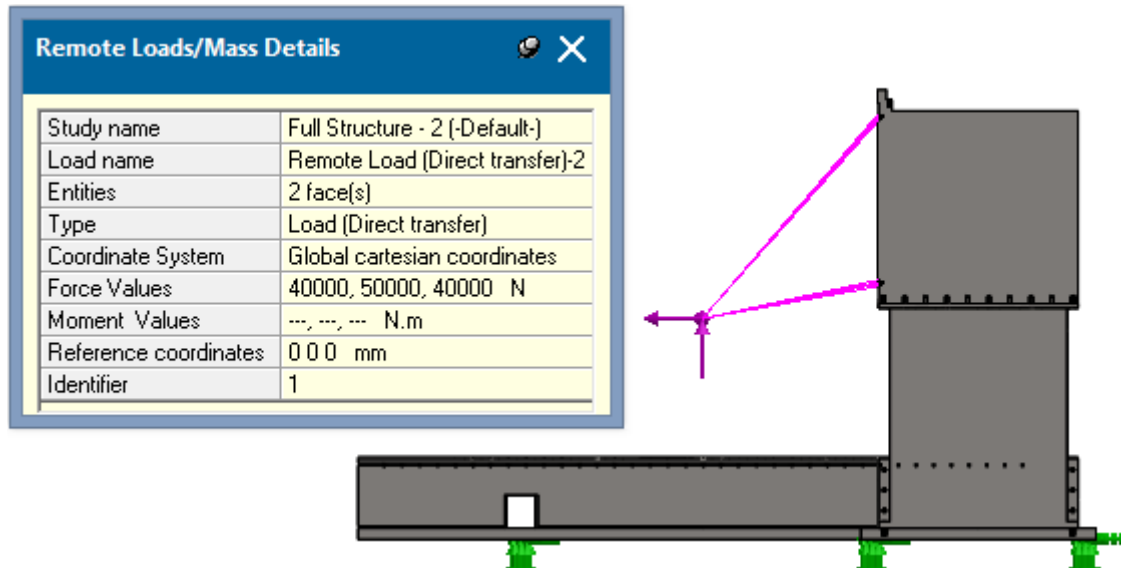 Remote Loads/Mass Details
Study name Full Structure - 2 (-Default-)
Load name Remote Load (Direct transfer)-2
Entities 2 face(s)
Type Load (Direct transfer)
Coordinate System Global cartesian coordinates
Force Values 40000, 50000, 40000 N
Moment Values ---, ---, --- N.m
Reference coordinates 0 0 0 mm
Identifier 1